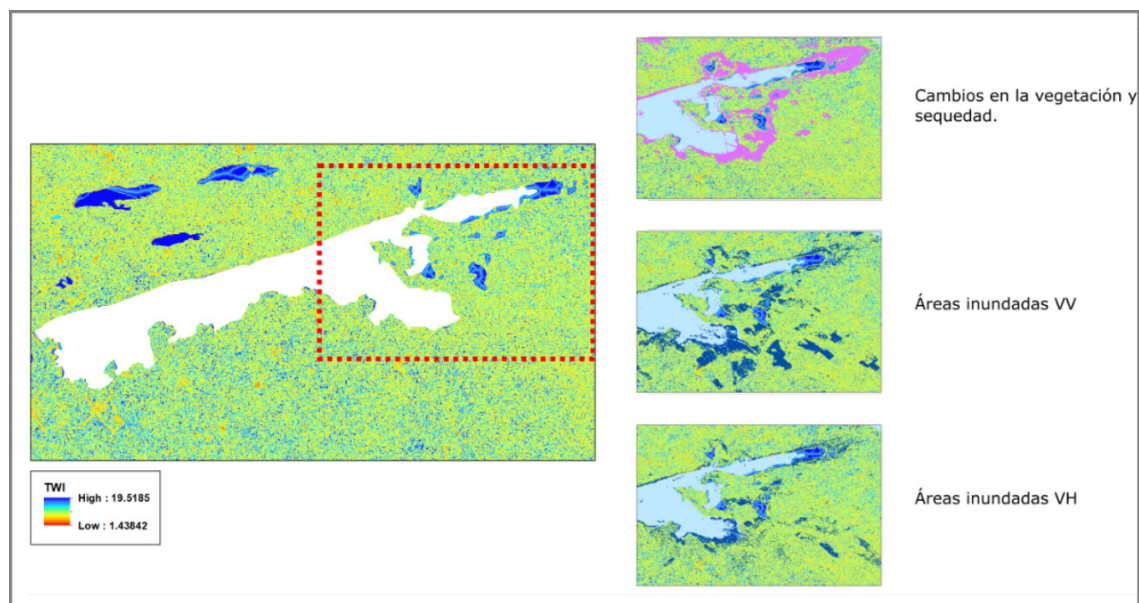 Cambios en la vegetación y
sequedad.
Áreas inundadas VV
Áreas inundadas VH
TWI
High : 19.5185
Low : 1.43842